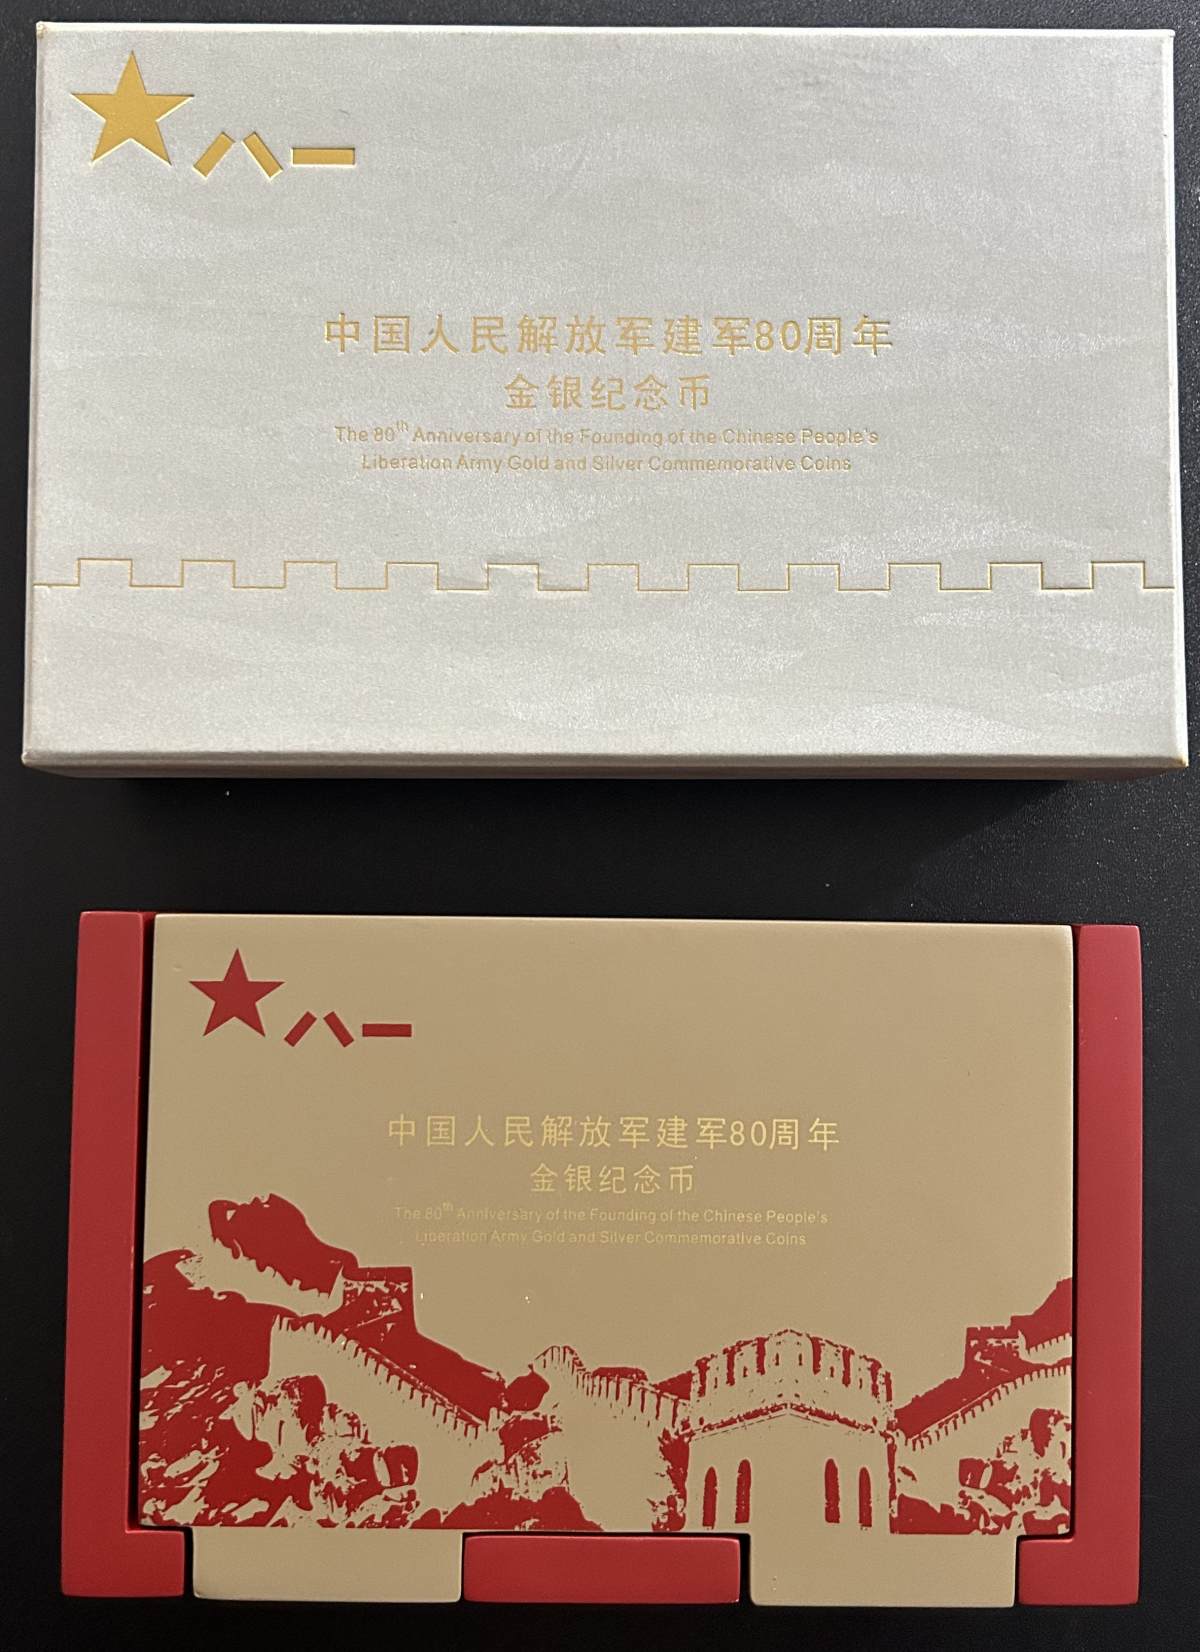 八一
中国人民解放军建军80周年
金银纪念币
The 80th Anniversary of the Founding of the Chinese People's
Liberation Army Gold and Silver Commemorative Coins
八一
中国人民解放军建军80周年
金银纪念币
The 80th Anniversary of the Founding of the Chinese People's
Liberation Army Gold and Silver Commemorative Coins